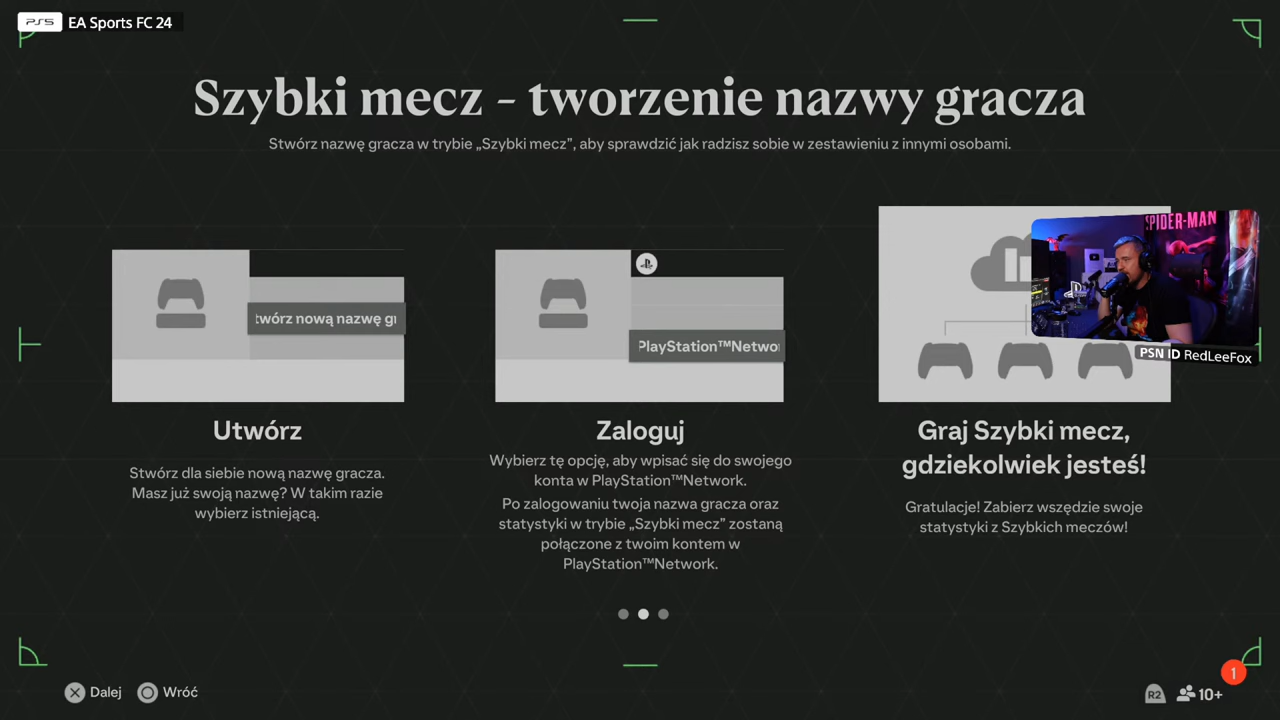 PS5 EA Sports FC 24
Szybki mecz - tworzenie nazwy gracza
Stwórz nazwę gracza w trybie „Szybki mecz”, aby sprawdzić jak radzisz sobie w zestawieniu z innymi osobami.
SPIDER-MAN
twórz nową nazwę gr
PlayStation™Networ
PSN ID RedLeeFox
Utwórz
Stwórz dla siebie nową nazwę gracza.
Masz już swoją nazwę? W takim razie
wybierz istniejącą.
Zaloguj
Wybierz tę opcję, aby wpisać się do swojego
konta w PlayStation™Network.
Po zalogowaniu twoja nazwa gracza oraz
statystyki w trybie „Szybki mecz” zostaną
połączone z twoim kontem w
PlayStation™Network.
Graj Szybki mecz,
gdziekolwiek jesteś!
Gratulacje! Zabierz wszędzie swoje
statystyki z Szybkich meczów!
Dalej
Wróć
R2
10+
1